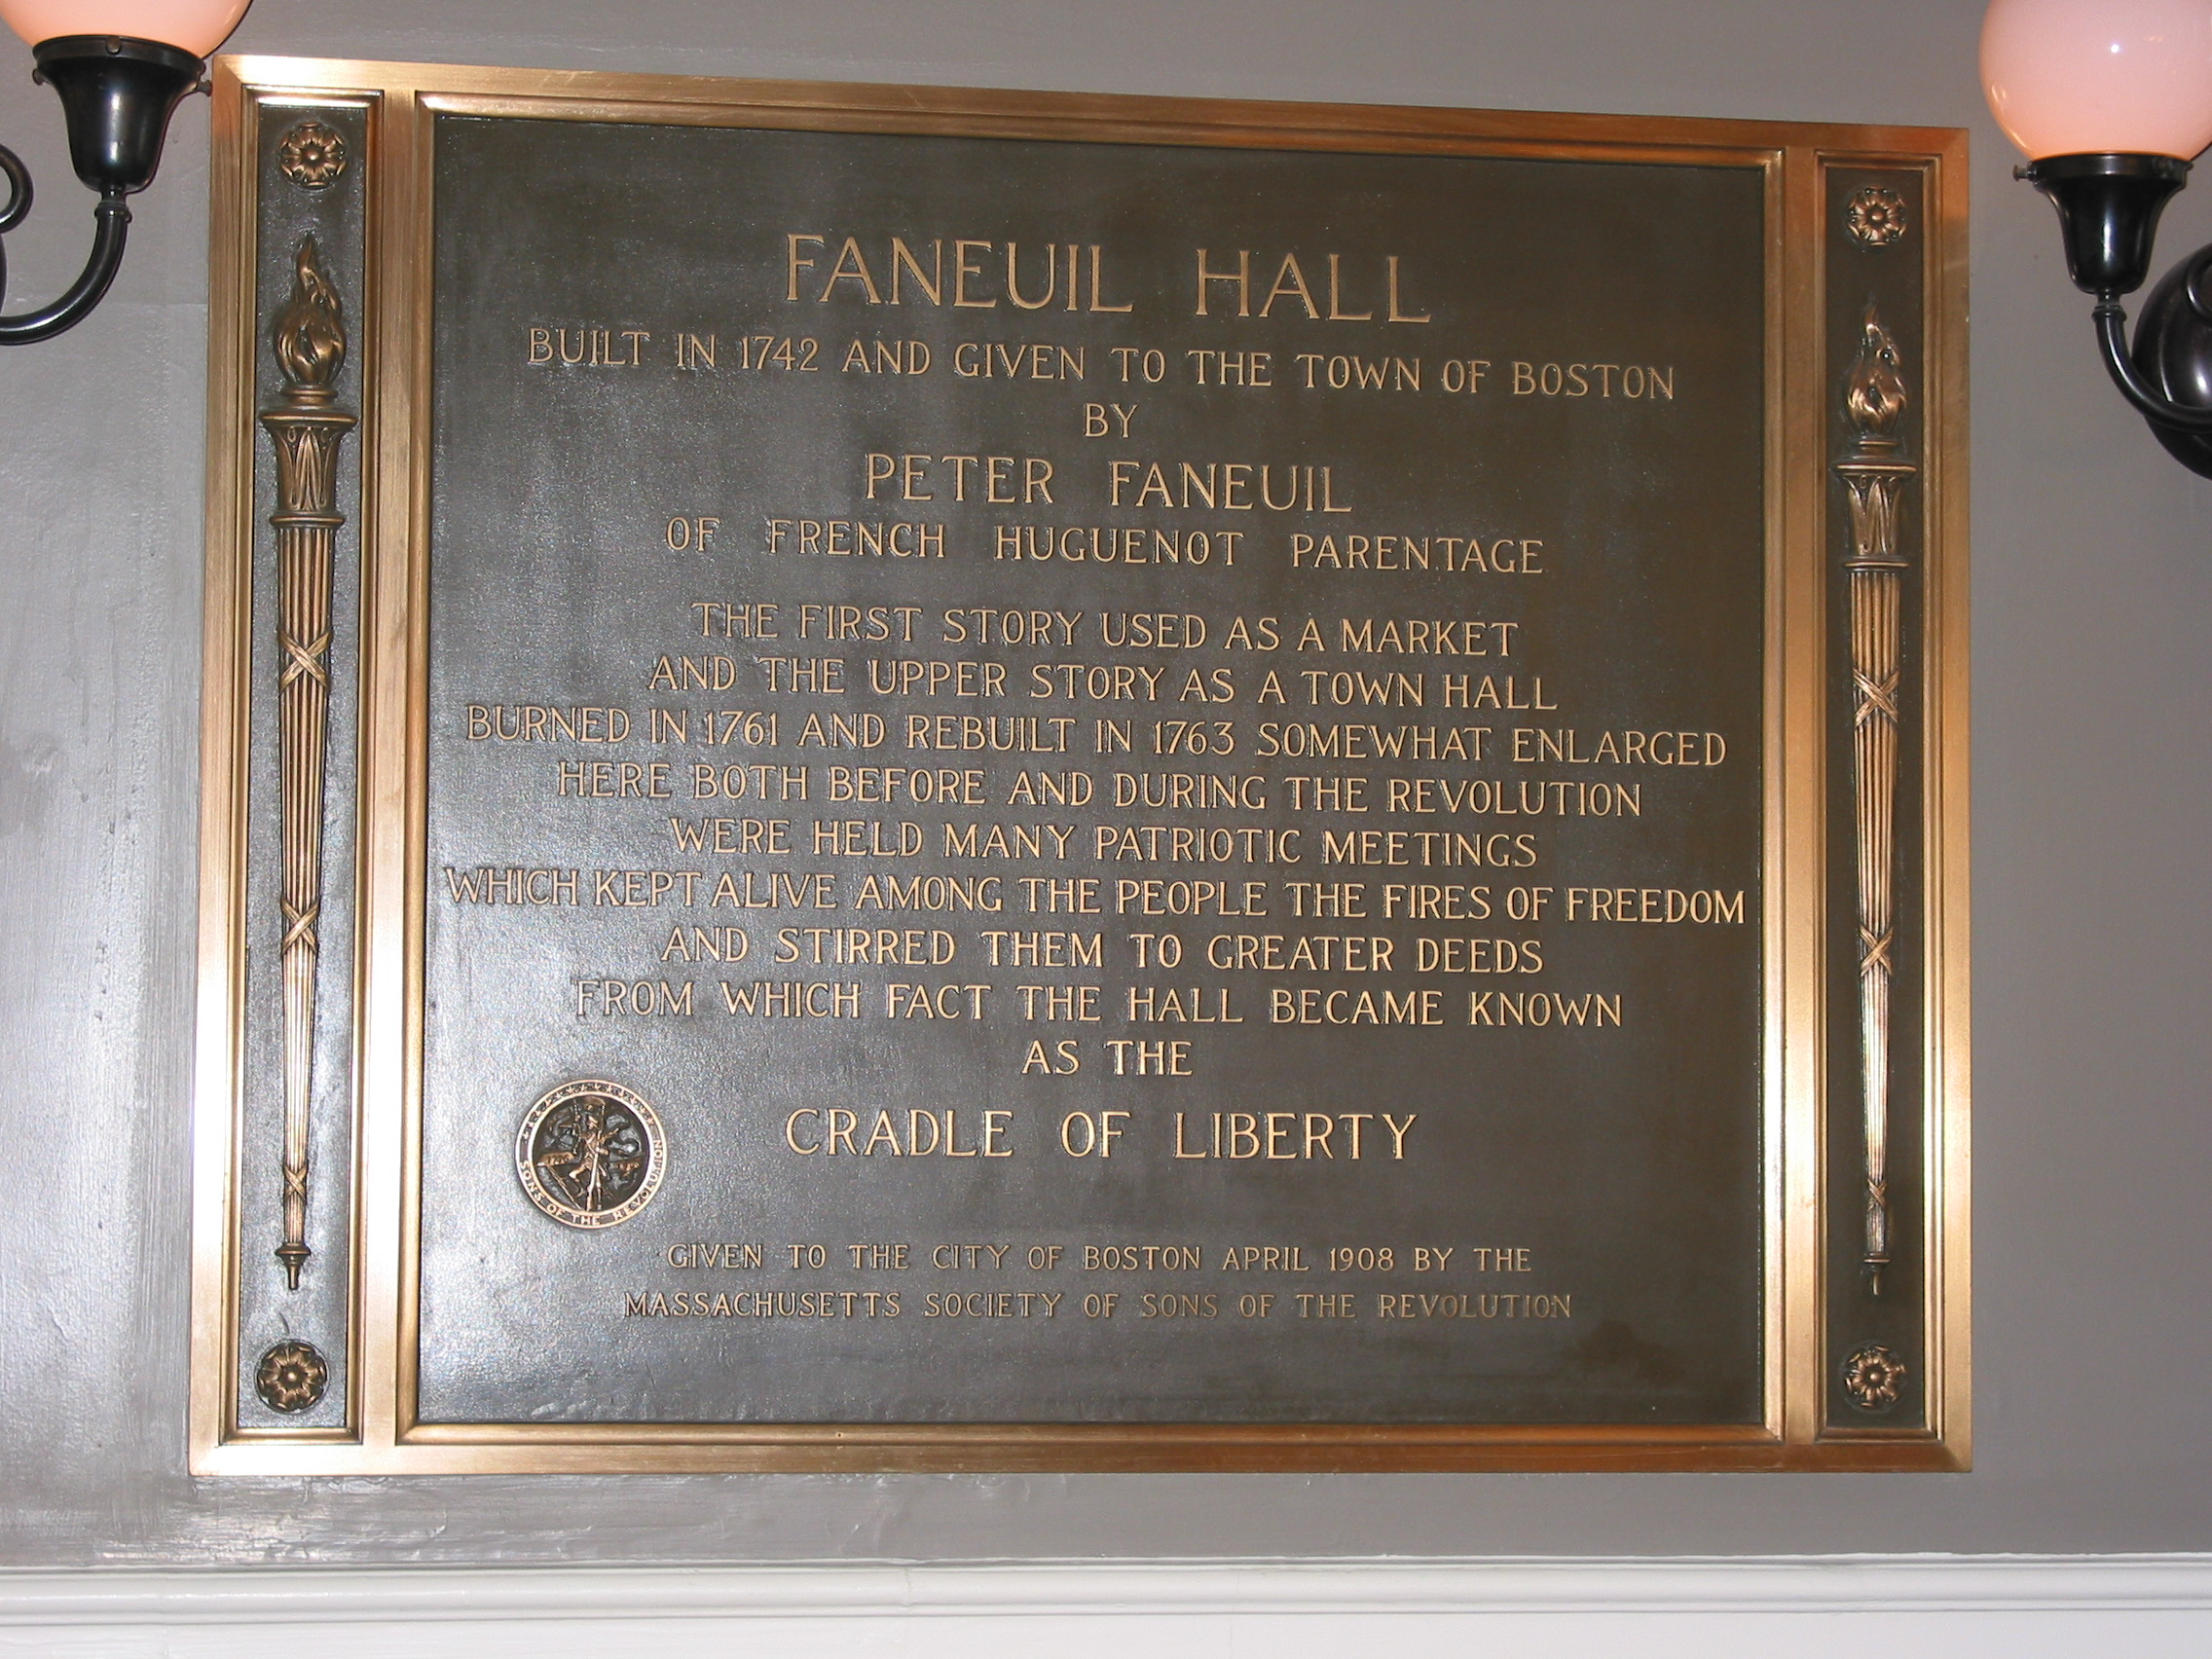 FANEUIL HALL
BUILT IN 1742 AND GIVEN TO THE TOWN OF BOSTON
BY
PETER FANEUIL
OF FRENCH HUGUENOT PARENTAGE
THE FIRST STORY USED AS A MARKET
AND THE UPPER STORY AS A TOWN HALL
BURNED IN 1761 AND REBUILT IN 1763 SOMEWHAT ENLARGED
HERE BOTH BEFORE AND DURING THE REVOLUTION
WERE HELD MANY PATRIOTIC MEETINGS
WHICH KEPT ALIVE AMONG THE PEOPLE THE FIRES OF FREEDOM
AND STIRRED THEM TO GREATER DEEDS
FROM WHICH FACT THE HALL BECAME KNOWN
AS THE
CRADLE OF LIBERTY
SONS OF THE REVOLUTION
GIVEN TO THE CITY OF BOSTON APRIL 1908 BY THE
MASSACHUSETTS SOCIETY OF SONS OF THE REVOLUTION